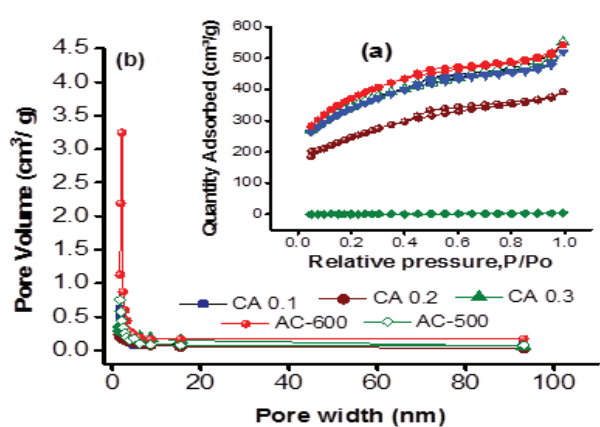 (b)
(a)
Pore Volume (cm³/ g)
4.5
4.0
3.5
3.0
2.5
2.0
1.5
1.0
0.5
0.0
Quantity Adsorbed (cm³/g)
600
500
400
300
200
100
0
0.0 0.2 0.4 0.6 0.8 1.0
Relative pressure,P/Po
CA 0.1 CA 0.2 CA 0.3
AC-600 AC-500
0 20 40 60 80 100
Pore width (nm)